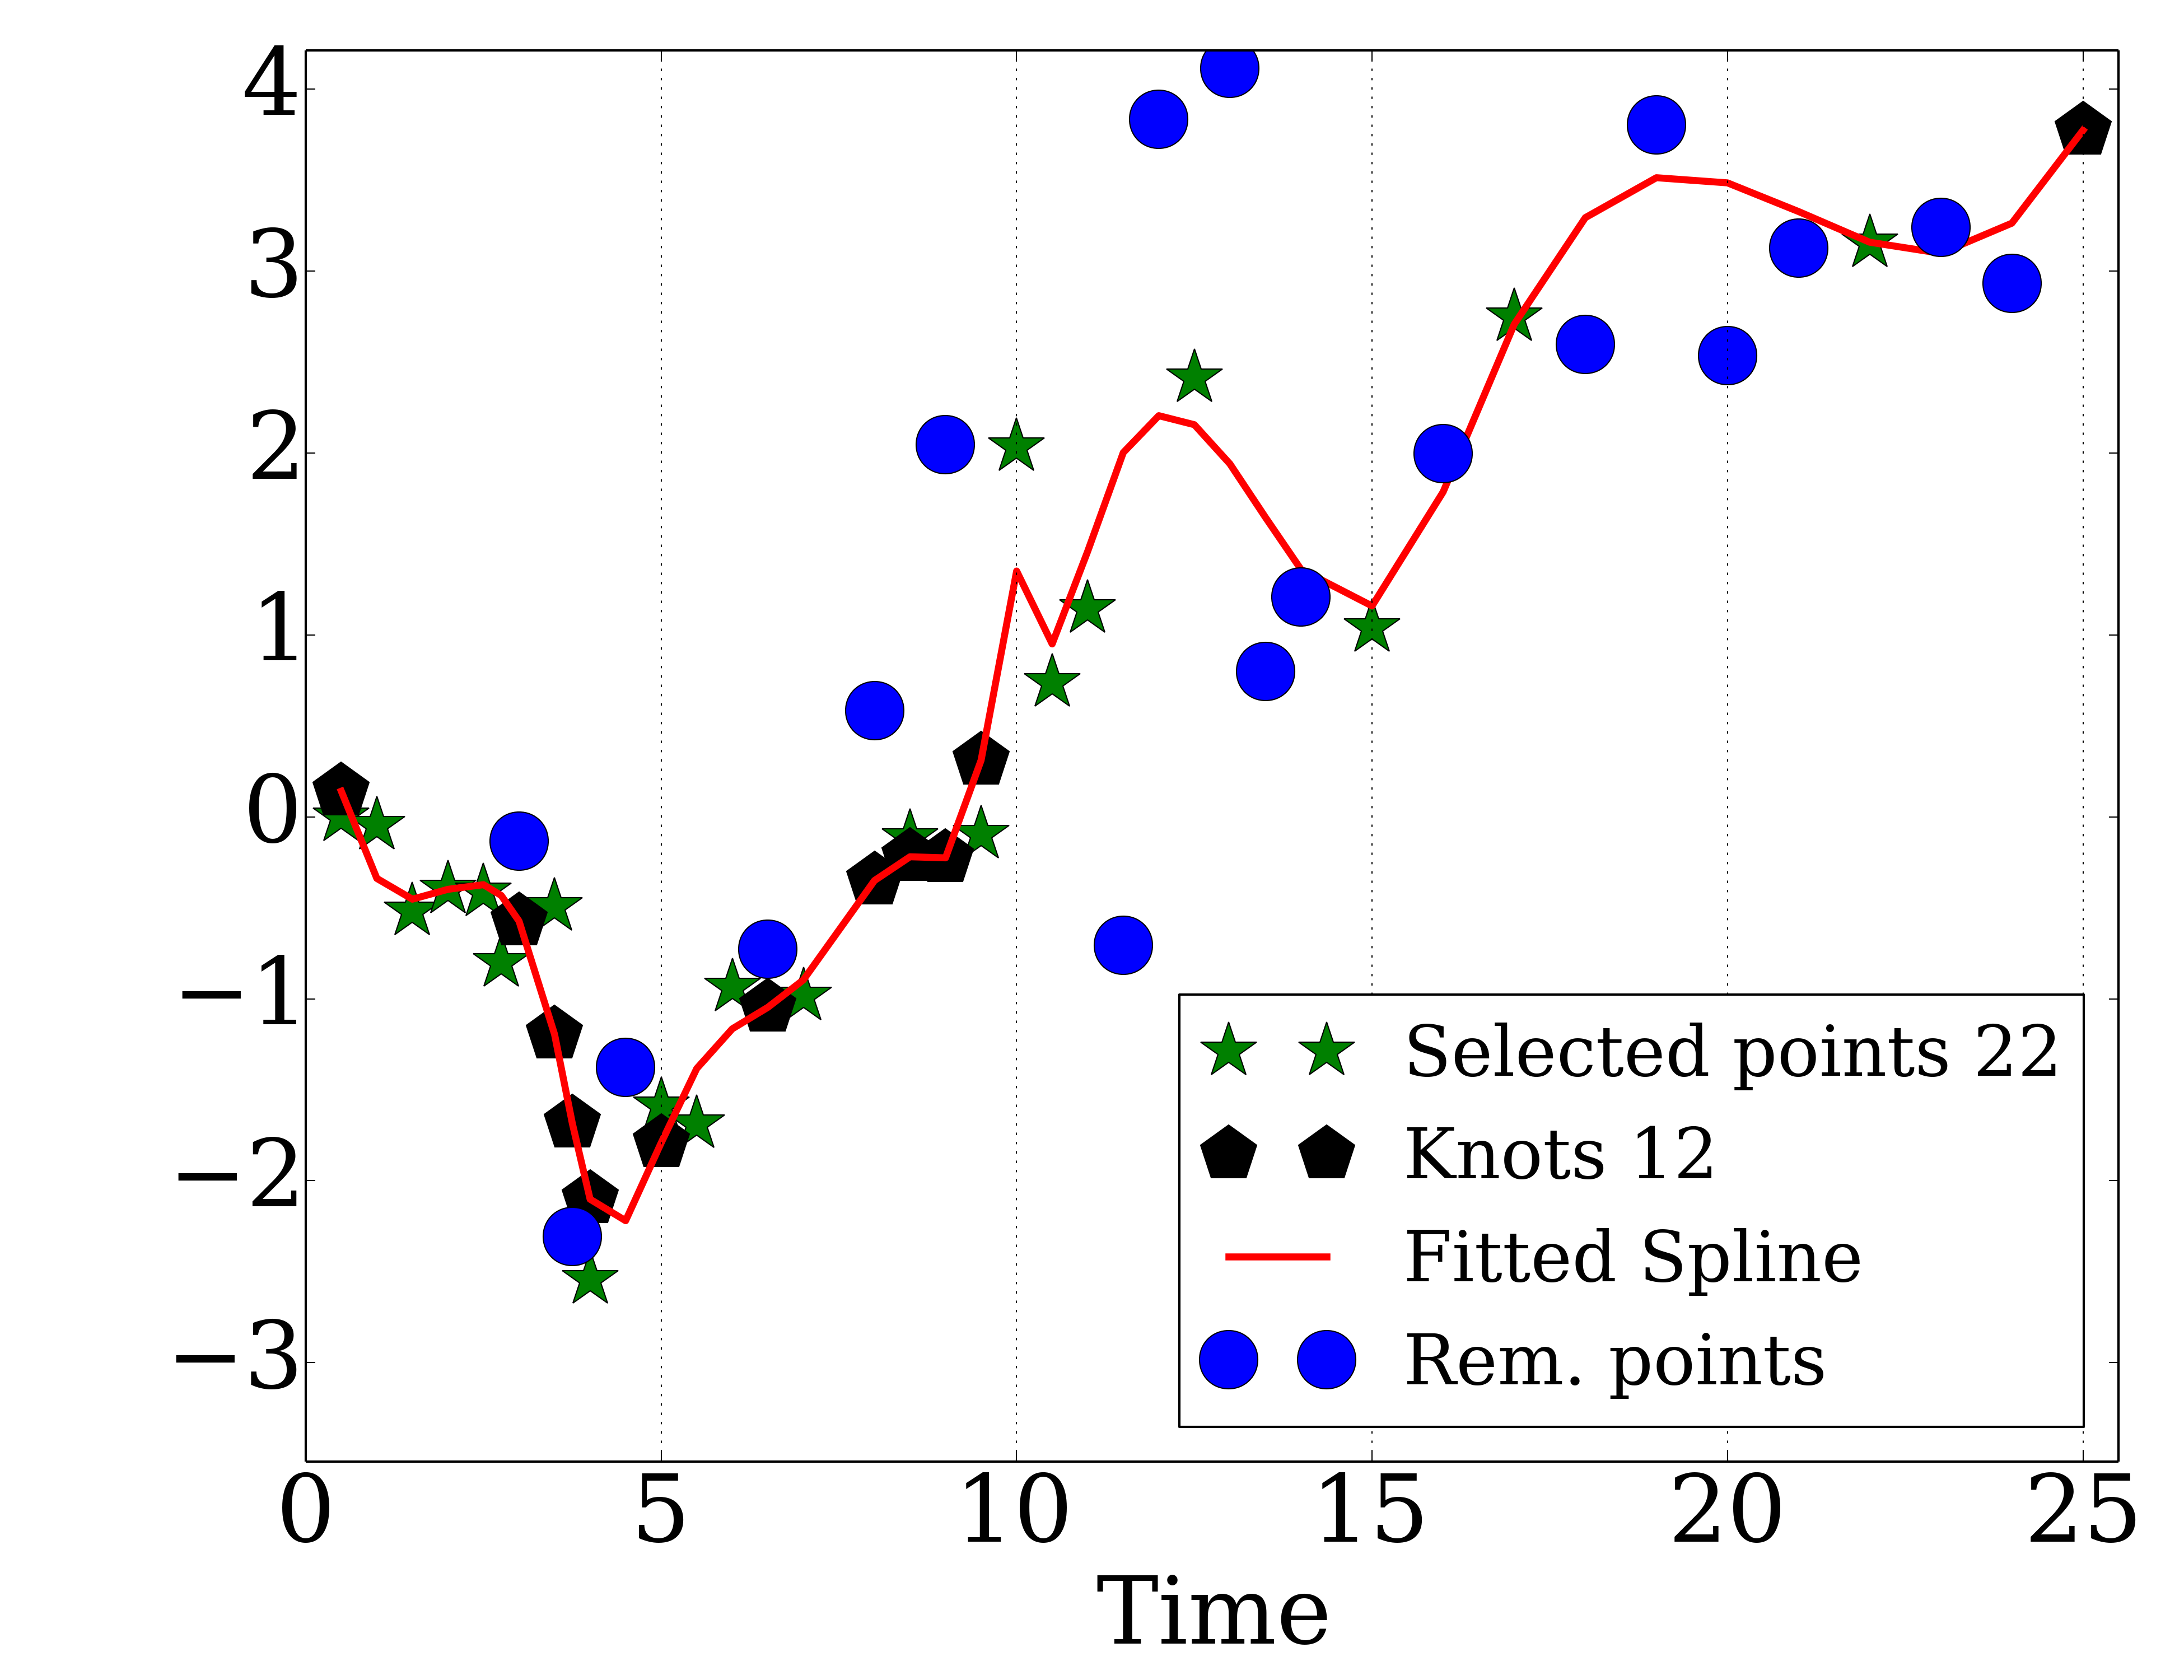 4
3
2
1
0
−1
−2
−3
0 5 10 15 20 25
Time
Selected points 22
Knots 12
Fitted Spline
Rem. points